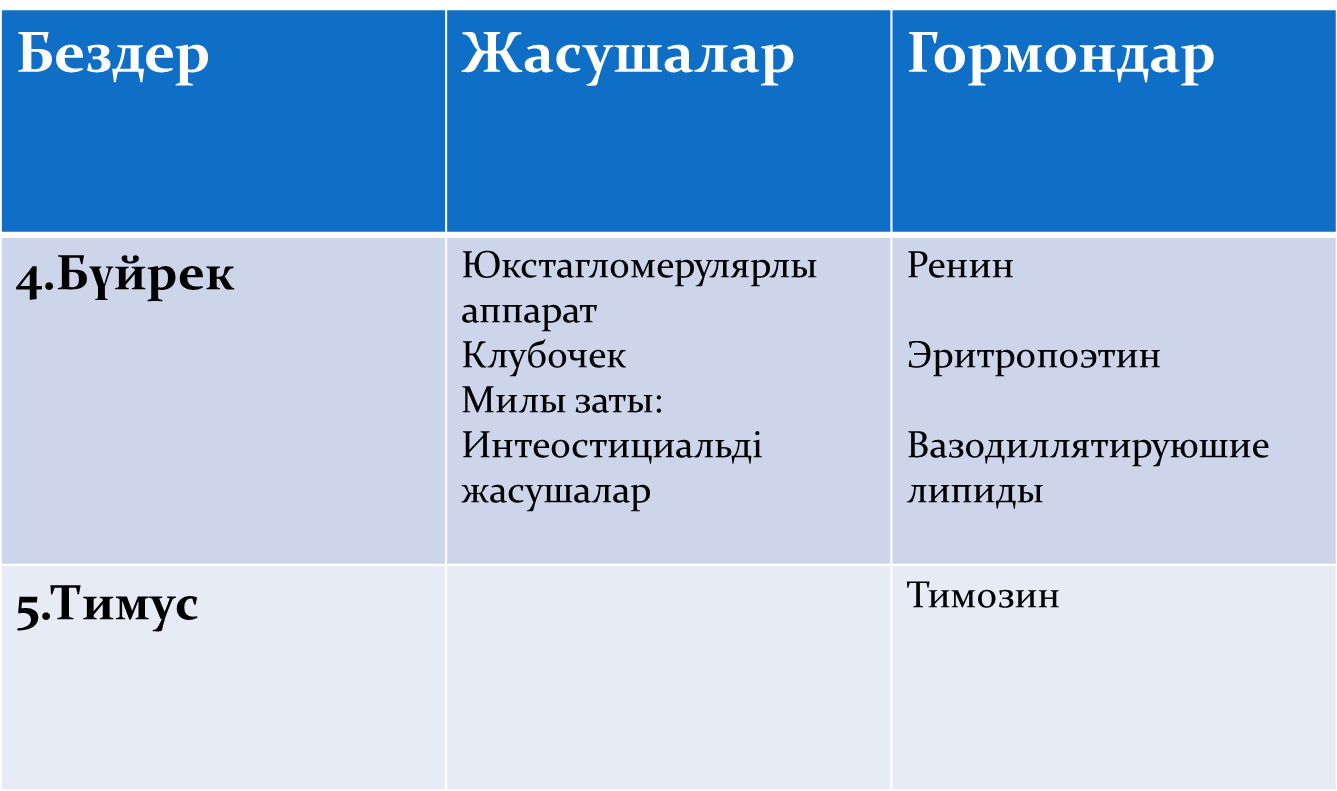 Бездер
Жасушалар
Гормондар
4.Бүйрек
Юкстагломерулярлы
аппарат
Клубочек
Милы заты:
Интеостициальді
жасушалар
Ренин
Эритропоэтин
Вазодиллятируюшие
липиды
5.Тимус
Тимозин